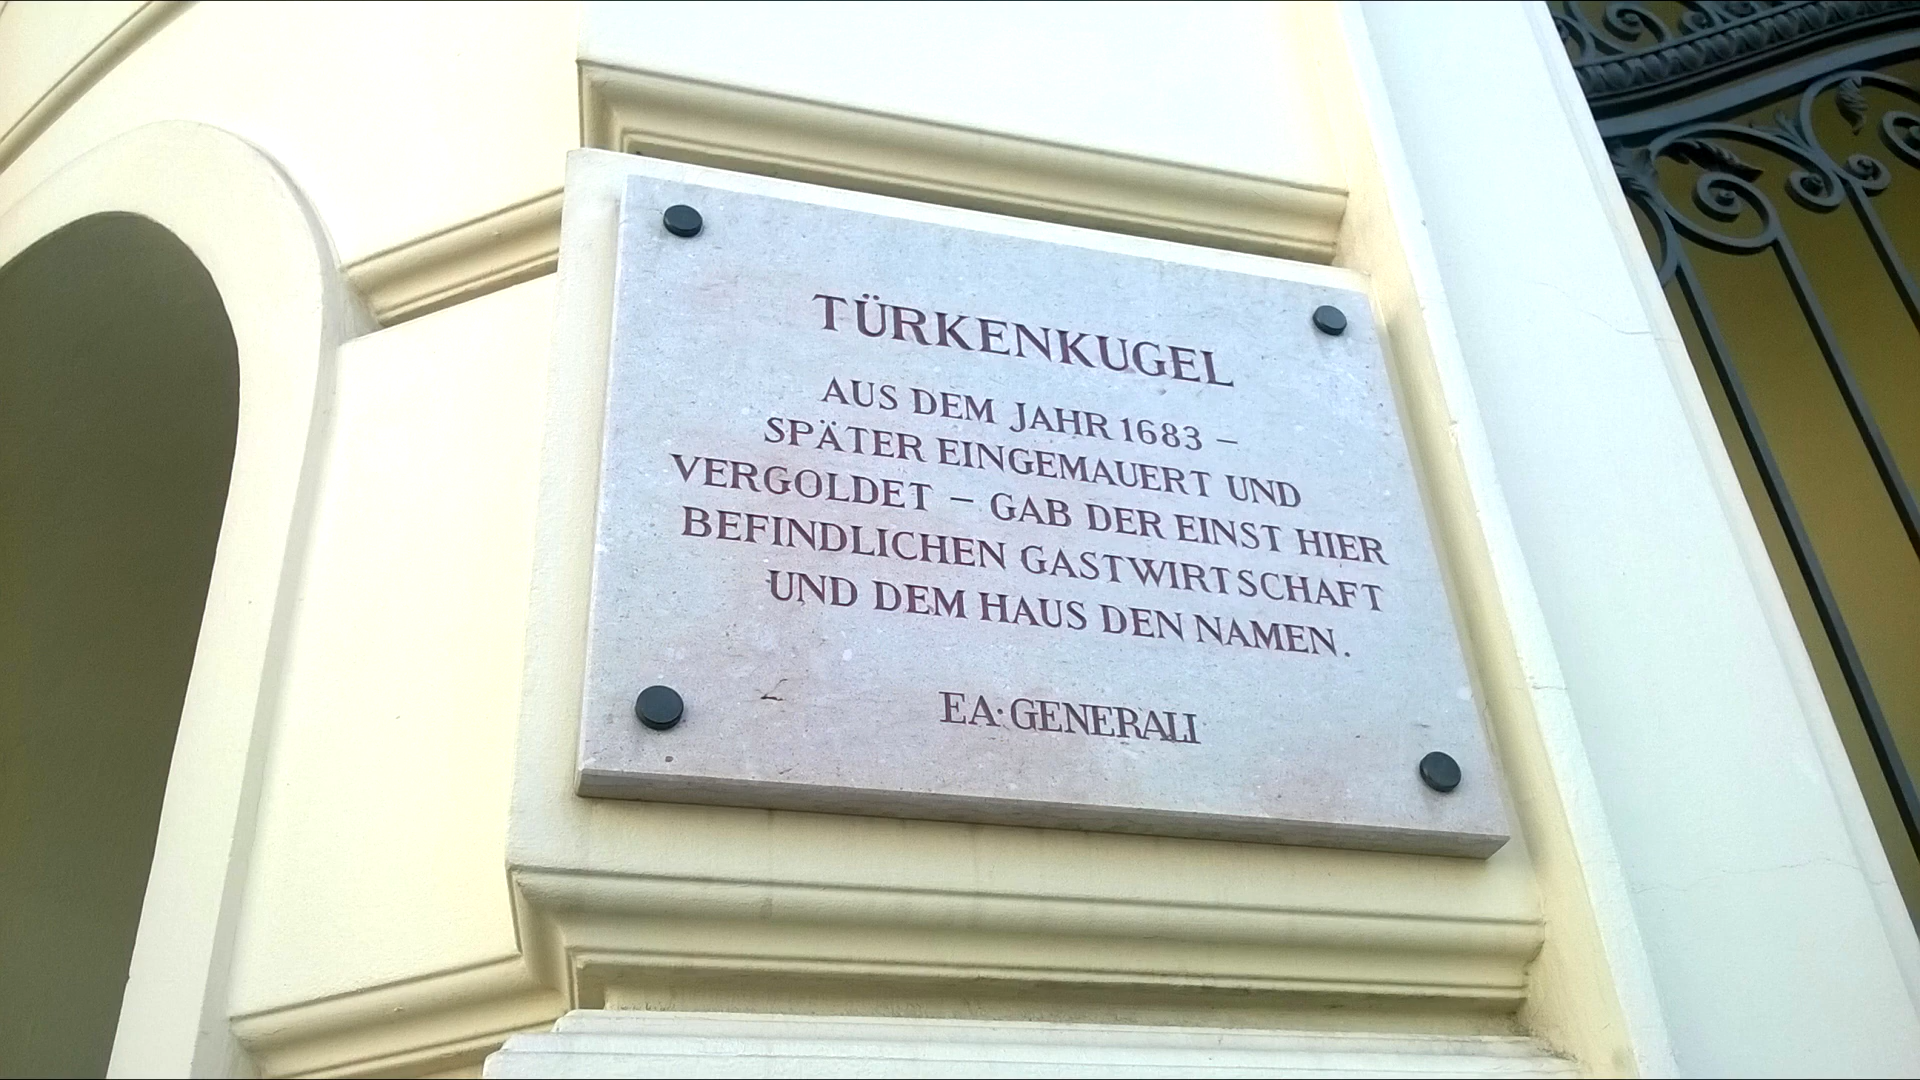 TÜRKENKUGEL
AUS DEM JAHR 1683 –
SPÄTER EINGEMAUERT UND
VERGOLDET – GAB DER EINST HIER
BEFINDLICHEN GASTWIRTSCHAFT
UND DEM HAUS DEN NAMEN.
EA·GENERALI